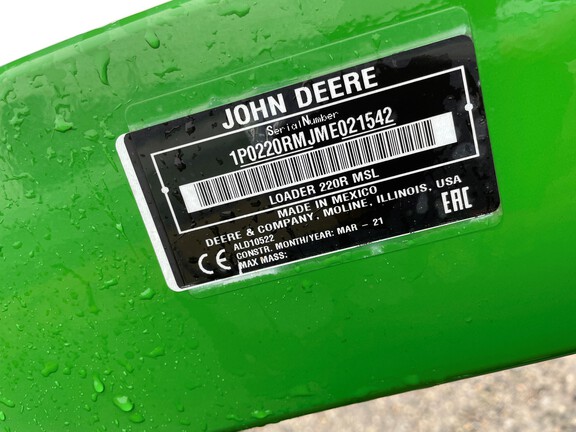 JOHN DEERE
Serial Number
1P0220RMJME021542
LOADER 220R MSL
MADE IN MEXICO
DEERE & COMPANY, MOLINE, ILLINOIS, USA
ALO10522
CONSTR. MONTH/YEAR: MAR - 21
MAX MASS:
CE
EAC